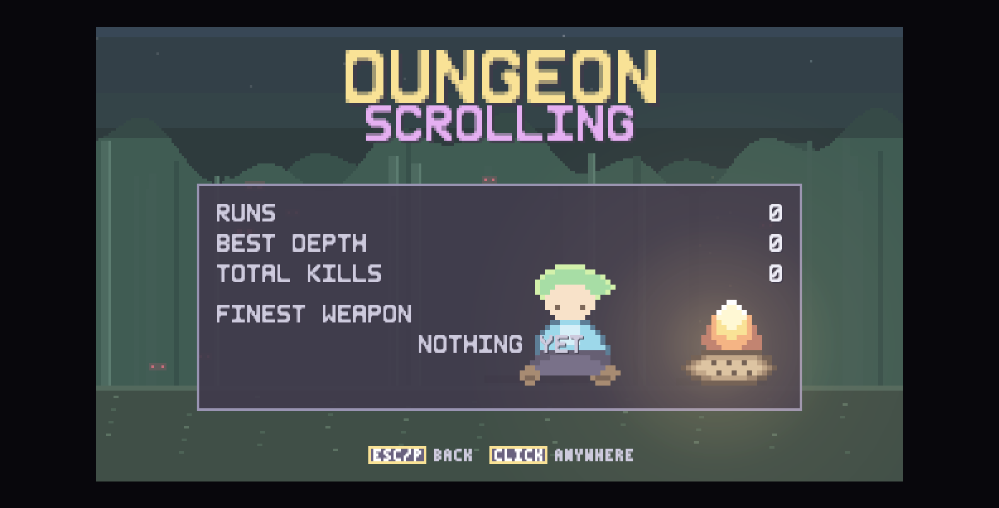 DUNGEON
SCROLLING
RUNS 0
BEST DEPTH 0
TOTAL KILLS 0
FINEST WEAPON
NOTHING YET
ESC/P BACK CLICK ANYWHERE